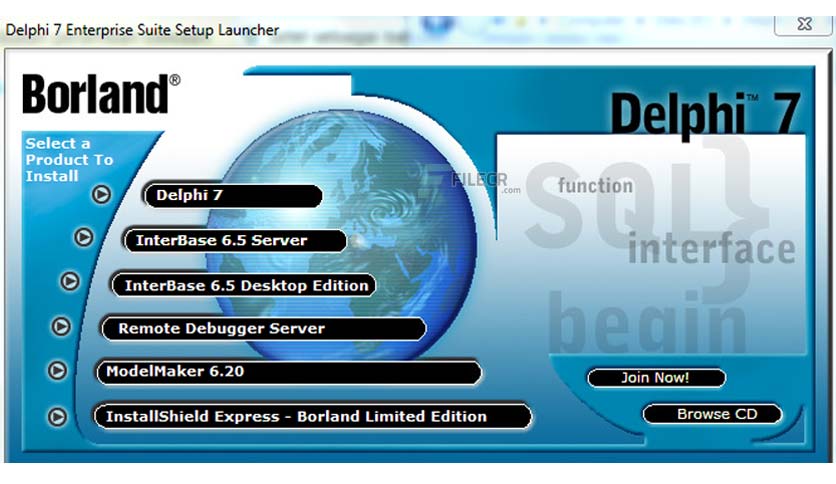 Delphi 7 Enterprise Suite Setup Launcher
Borland®
Delphi™ 7
Select a
Product To
Install
Delphi 7
InterBase 6.5 Server
InterBase 6.5 Desktop Edition
Remote Debugger Server
ModelMaker 6.20
InstallShield Express - Borland Limited Edition
FILECR
.com
function
SQL}
interface
begin
Join Now!
Browse CD